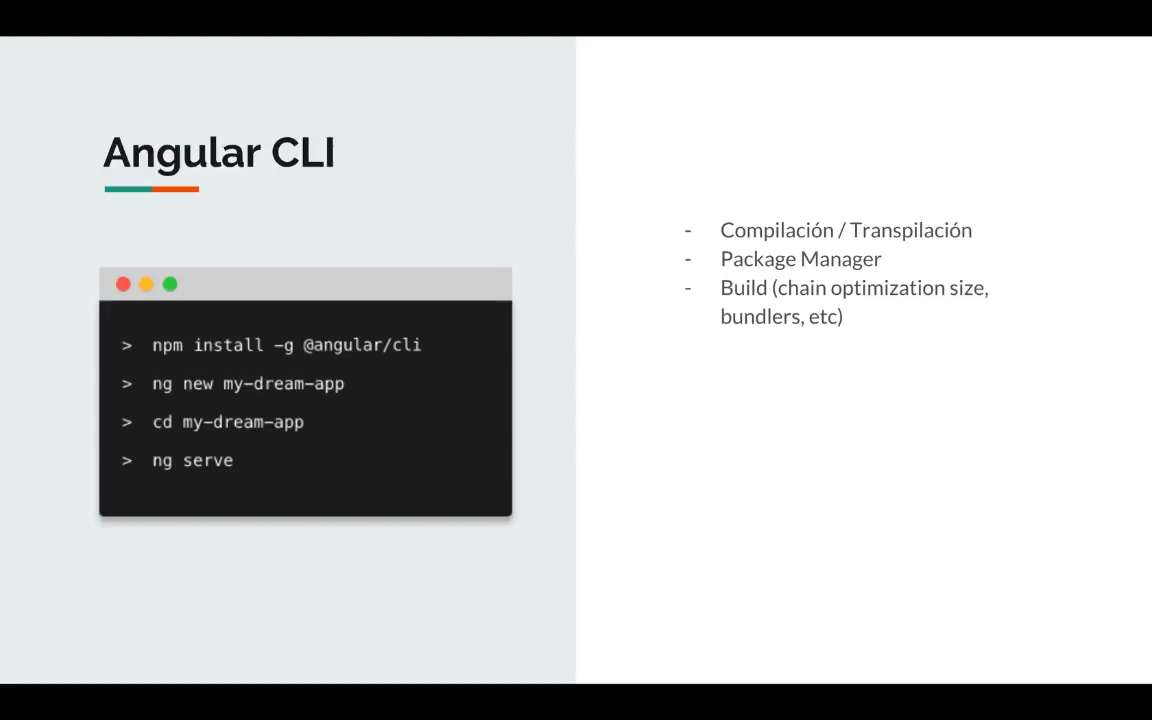 Angular CLI
> npm install -g @angular/cli
> ng new my-dream-app
> cd my-dream-app
> ng serve
- Compilación / Transpilación
- Package Manager
- Build (chain optimization size,
bundlers, etc)